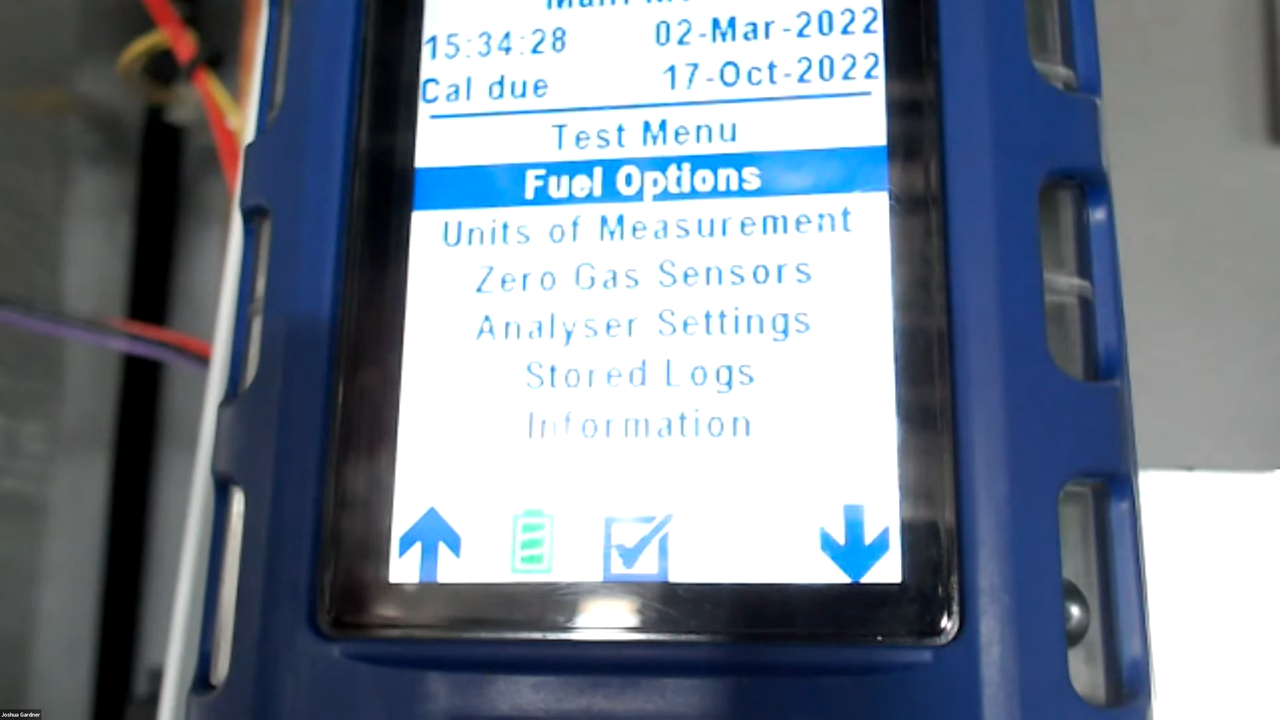 15:34:28 02-Mar-2022
Cal due 17-Oct-2022
Test Menu
Fuel Options
Units of Measurement
Zero Gas Sensors
Analyser Settings
Stored Logs
Information
Joshua Gardner